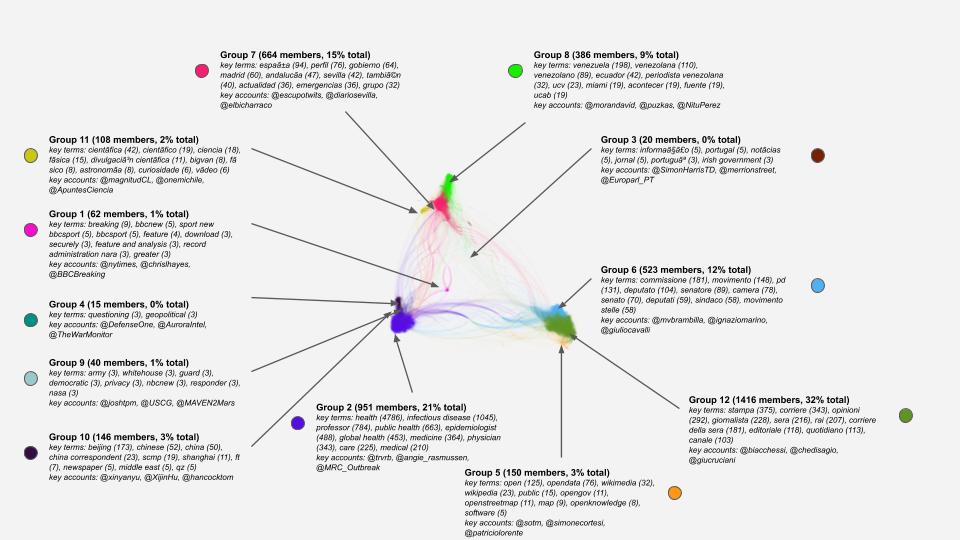 Group 7 (664 members, 15% total)
key terms: espaã±a (94), perfil (76), gobierno (64),
madrid (60), andalucãa (47), sevilla (42), tambiã©n
(40), actualidad (36), emergencias (36), grupo (32)
key accounts: @escupotwits, @diariosevilla,
@elbicharraco
Group 8 (386 members, 9% total)
key terms: venezuela (198), venezolana (110),
venezolano (89), ecuador (42), periodista venezolana
(32), ucv (23), miami (19), acontecer (19), fuente (19),
ucab (19)
key accounts: @morandavid, @puzkas, @NituPerez
Group 11 (108 members, 2% total)
key terms: cientãfica (42), cientãfico (19), ciencia (18),
fãsica (15), divulgaciã³n cientãfica (11), bigvan (8), fã
sico (8), astronomãa (8), curiosidade (6), vãdeo (6)
key accounts: @magnitudCL, @onemichile,
@ApuntesCiencia
Group 3 (20 members, 0% total)
key terms: informaã§ã£o (5), portugal (5), notãcias
(5), jornal (5), portuguãª (3), irish government (3)
key accounts: @SimonHarrisTD, @merrionstreet,
@Europarl_PT
Group 1 (62 members, 1% total)
key terms: breaking (9), bbcnew (5), sport new
bbcsport (5), bbcsport (5), feature (4), download (3),
securely (3), feature and analysis (3), record
administration nara (3), greater (3)
key accounts: @nytimes, @chrislhayes,
@BBCBreaking
Group 6 (523 members, 12% total)
key terms: commissione (181), movimento (148), pd
(131), deputato (104), senatore (89), camera (78),
senato (70), deputati (59), sindaco (58), movimento
stelle (58)
key accounts: @mvbrambilla, @ignaziomarino,
@giuliocavalli
Group 4 (15 members, 0% total)
key terms: questioning (3), geopolitical (3)
key accounts: @DefenseOne, @AuroraIntel,
@TheWarMonitor
Group 9 (40 members, 1% total)
key terms: army (3), whitehouse (3), guard (3),
democratic (3), privacy (3), nbcnew (3), responder (3),
nasa (3)
key accounts: @joshtpm, @USCG, @MAVEN2Mars
Group 12 (1416 members, 32% total)
key terms: stampa (375), corriere (343), opinioni
(292), giornalista (228), sera (216), rai (207), corriere
della sera (181), editoriale (118), quotidiano (113),
canale (103)
key accounts: @biacchessi, @chedisagio,
@giucruciani
Group 2 (951 members, 21% total)
key terms: health (4786), infectious disease (1045),
professor (784), public health (663), epidemiologist
(488), global health (453), medicine (364), physician
(343), care (225), medical (210)
key accounts: @trvrb, @angie_rasmussen,
@MRC_Outbreak
Group 10 (146 members, 3% total)
key terms: beijing (173), chinese (52), china (50),
china correspondent (23), scmp (19), shanghai (11), ft
(7), newspaper (5), middle east (5), qz (5)
key accounts: @xinyanyu, @XijinHu, @hancocktom
Group 5 (150 members, 3% total)
key terms: open (125), opendata (76), wikimedia (32),
wikipedia (23), public (15), opengov (11),
openstreetmap (11), map (9), openknowledge (8),
software (5)
key accounts: @sotm, @simonecortesi,
@patriciolorente